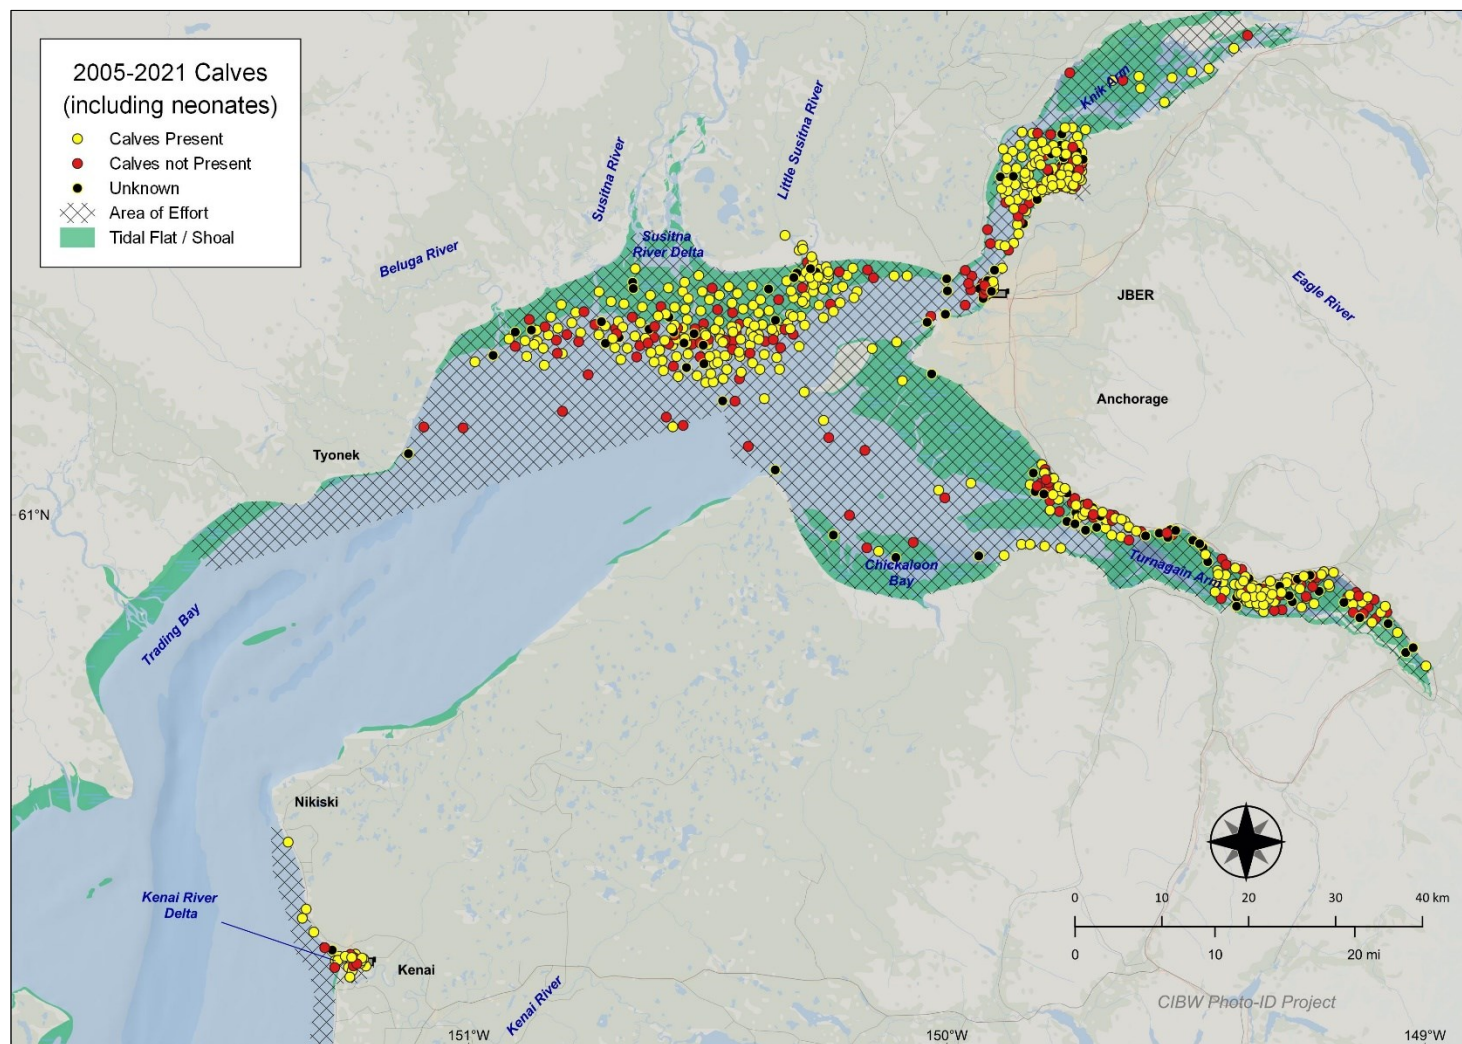 2005-2021 Calves
(including neonates)
Calves Present
Calves not Present
Unknown
Area of Effort
Tidal Flat / Shoal
Knik Arm
Little Susitna River
Susitna River
Susitna
River Delta
Beluga River
Eagle River
JBER
Anchorage
Tyonek
61°N
Chickaloon
Bay
Turnagain Arm
Trading Bay
Nikiski
Kenai River
Delta
Kenai
Kenai River
0 10 20 30 40 km
0 10 20 mi
CIBW Photo-ID Project
151°W
150°W
149°W